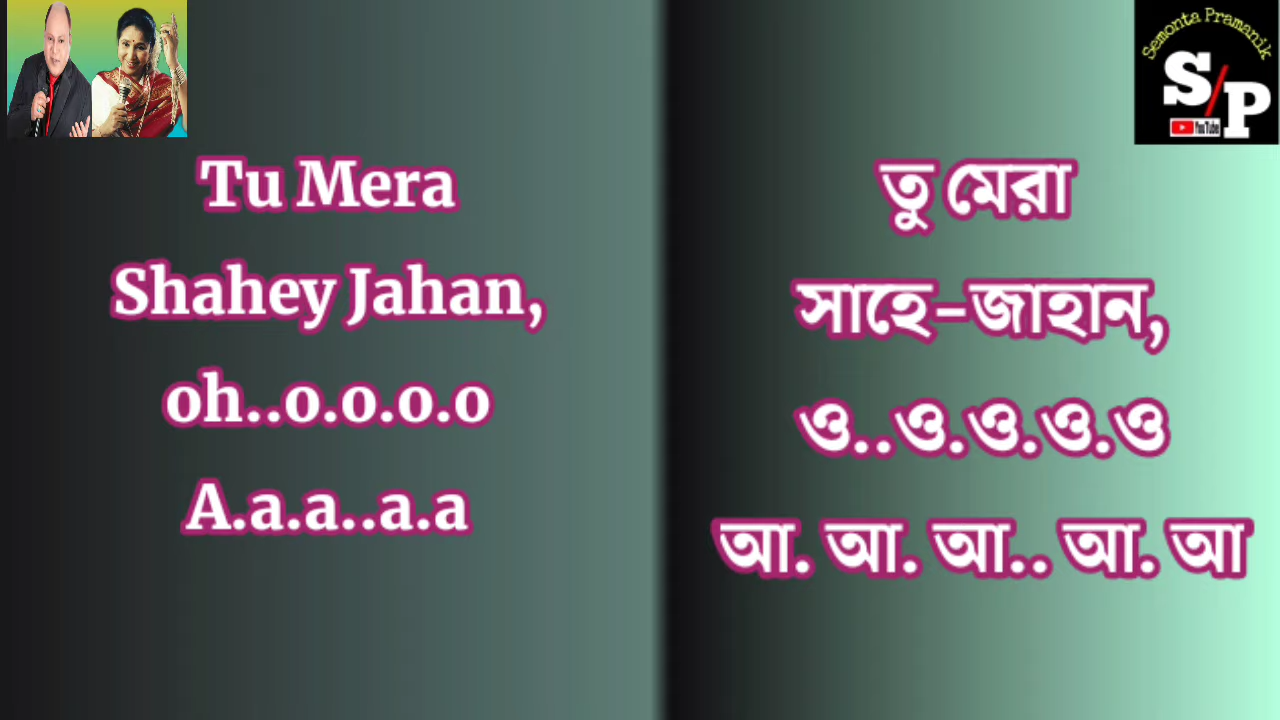 Semonta Pramanik
S/P
YouTube
Tu Mera
Shahey Jahan,
oh..o.o.o.o
A.a.a..a.a
তু মেরা
সাহে-জাহান,
ও..ও.ও.ও.ও
আ. আ. আ.. আ. আ